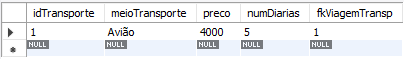 idTransporte meioTransporte preco numDiarias fkViagemTransp
1 Avião 4000 5 1
NULL NULL NULL NULL NULL